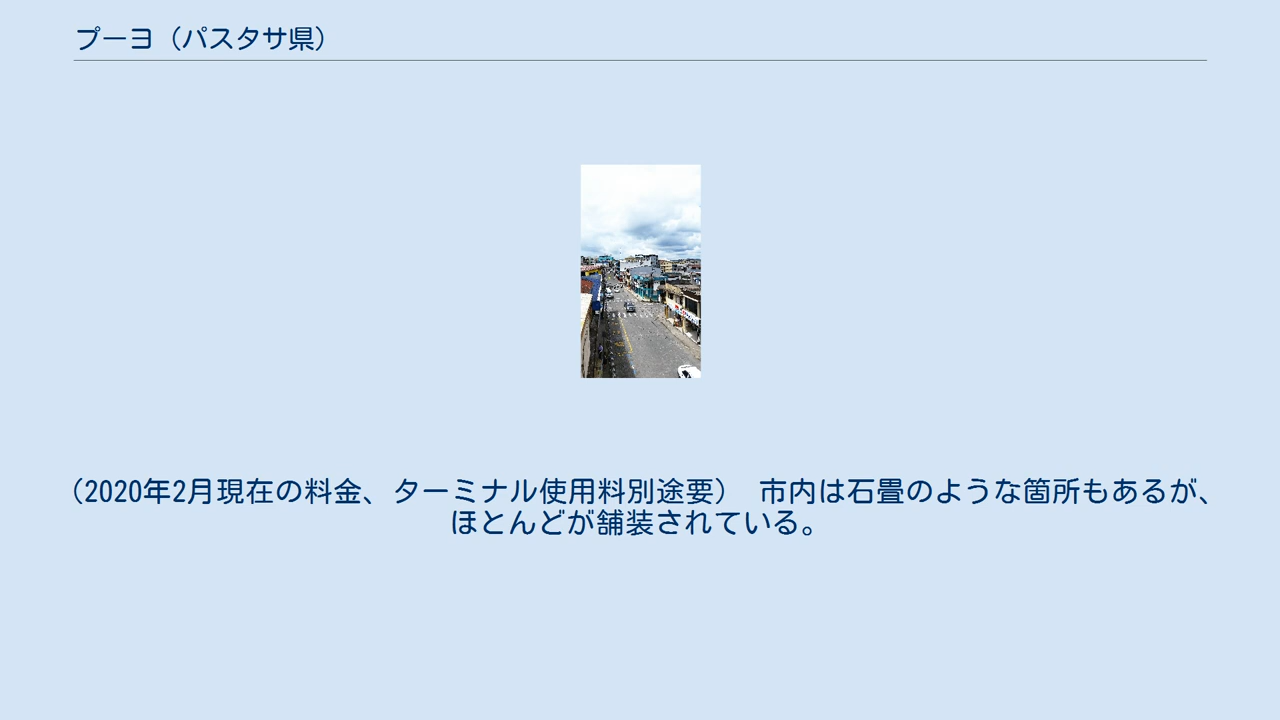 プーヨ（パスタサ県）
（2020年2月現在の料金、ターミナル使用料別途要）　市内は石畳のような箇所もあるが、
ほとんどが舗装されている。